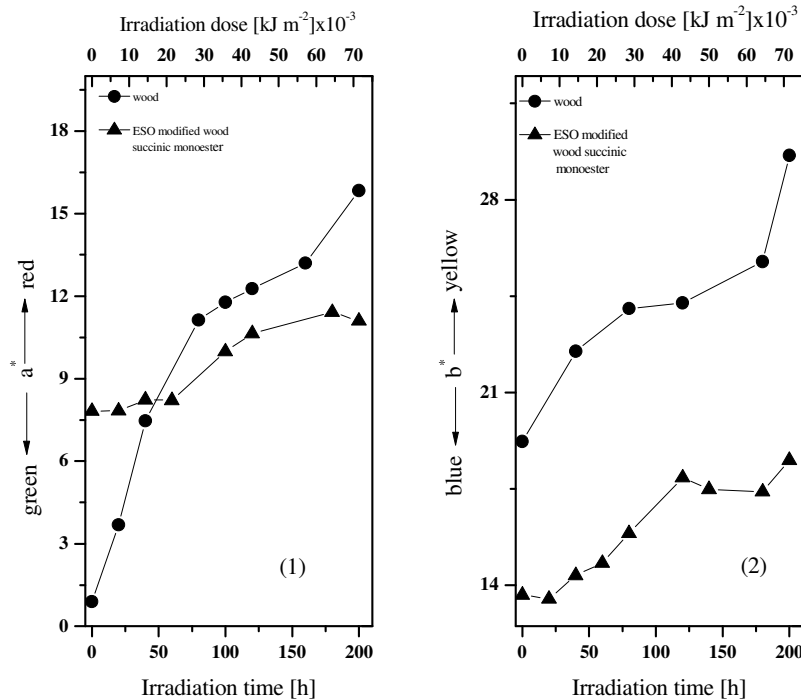 Irradiation dose [kJ m-2]x10-3
0 10 20 30 40 50 60 70
wood
ESO modified wood
succinic monoester
18
15
12
9
6
3
0
green a* red
(1)
0 50 100 150 200
Irradiation time [h]
Irradiation dose [kJ m-2]x10-3
0 10 20 30 40 50 60 70
wood
ESO modified
wood succinic
monoester
28
21
14
blue b* yellow
(2)
0 50 100 150 200
Irradiation time [h]